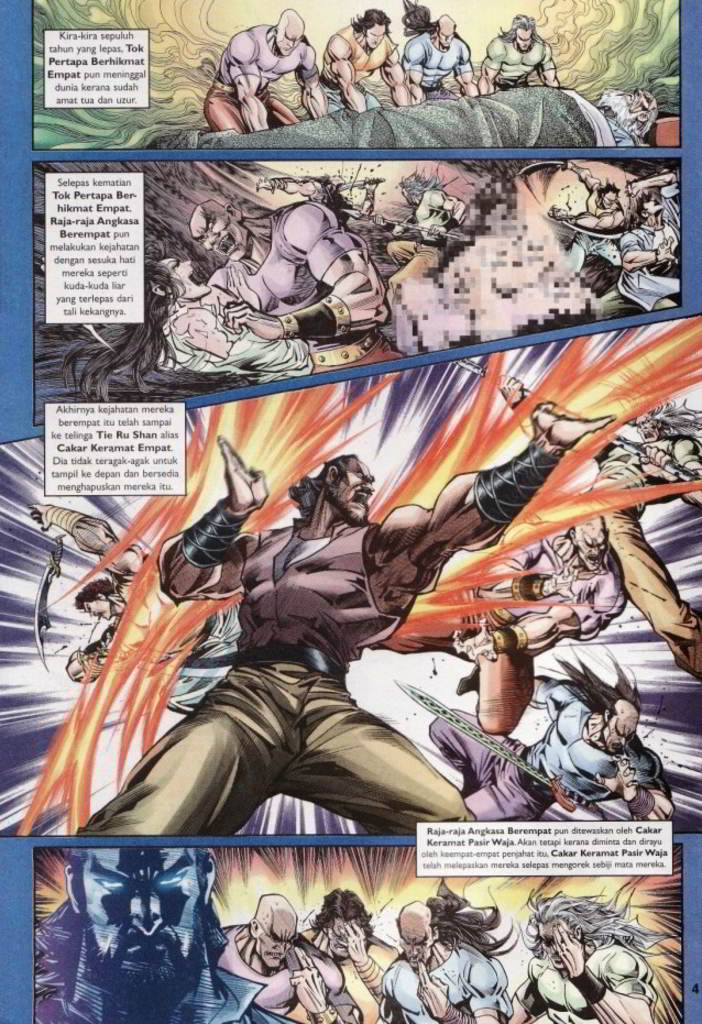 Kira-kira sepuluh
tahun yang lepas, Tok
Pertapa Berhikmat
Empat pun meninggal
dunia kerana sudah
amat tua dan uzur.
Selepas kematian
Tok Pertapa Ber-
hikmat Empat,
Raja-raja Angkasa
Berempat pun
melakukan kejahatan
dengan sesuka hati
mereka seperti
kuda-kuda liar
yang terlepas dari
tali kekangnya.
Akhirnya kejahatan mereka
berempat itu telah sampai
ke telinga Tie Ru Shan alias
Cakar Keramat Empat.
Dia tidak teragak-agak untuk
tampil ke depan dan bersedia
menghapuskan mereka itu.
Raja-raja Angkasa Berempat pun ditewaskan oleh Cakar
Keramat Pasir Waja. Akan tetapi kerana diminta dan dirayu
oleh keempat-empat penjahat itu, Cakar Keramat Pasir Waja
telah melepaskan mereka selepas mengorek sebiji mata mereka.
4